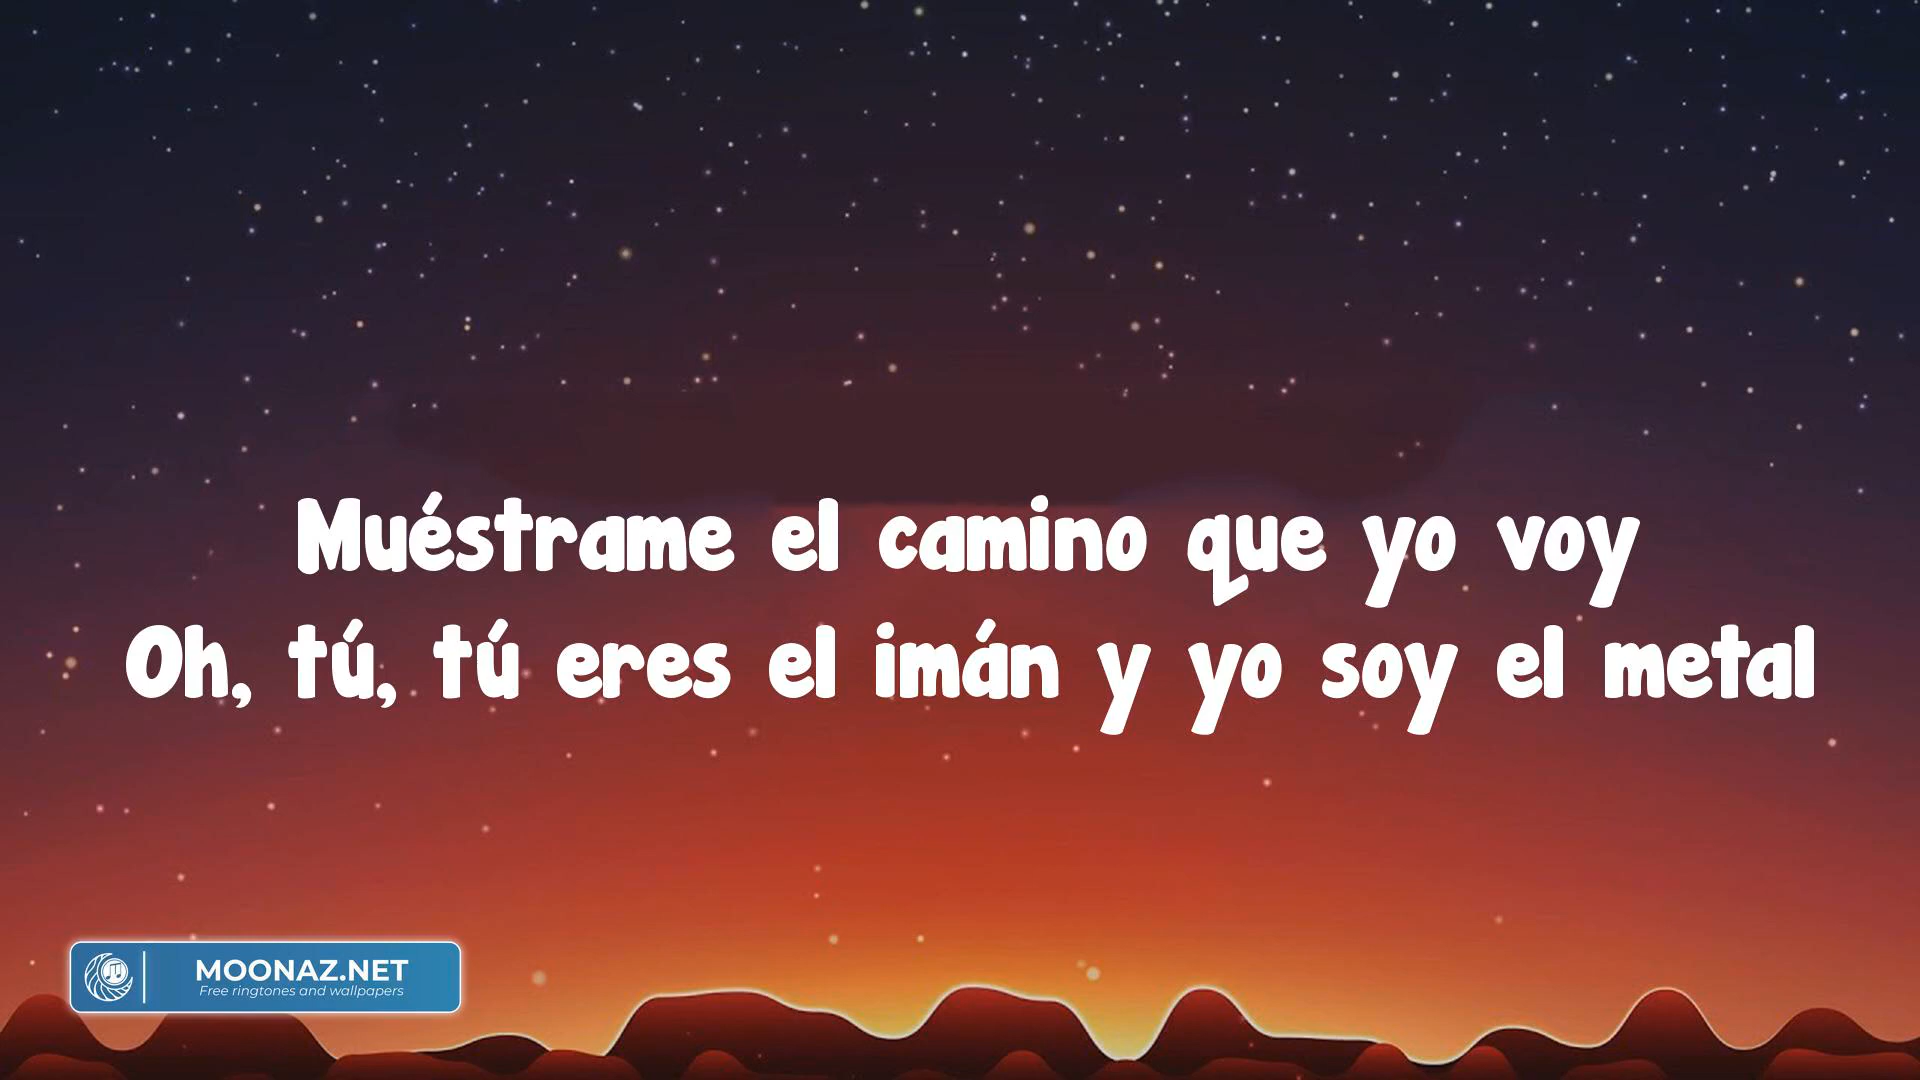 Muéstrame el camino que yo voy
Oh, tú, tú eres el imán y yo soy el metal
MOONAZ.NET
Free ringtones and wallpapers